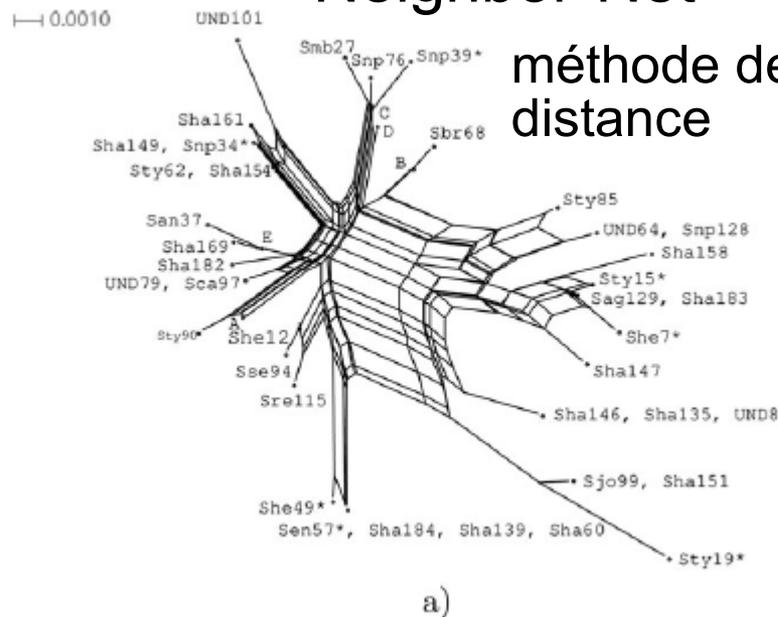 Neighbor-Net
méthode de
distance
0.0010
UND101
Smb27
Snp76
Snp39*
C
D
Sha161
Sbr68
Sha149, Snp34*
B
Sty62, Sha154
Sty85
San37
UND64, Snp128
E
Sha169
Sha158
Sha182
Sty15*
UND79, Sca97
Sag129, Sha183
A
Sty90
She12
She7*
Sse94
Sha147
Sre115
Sha146, Sha135, UND8
Sjo99, Sha151
She49*
Sen57*, Sha184, Sha139, Sha60
Sty19*
a)